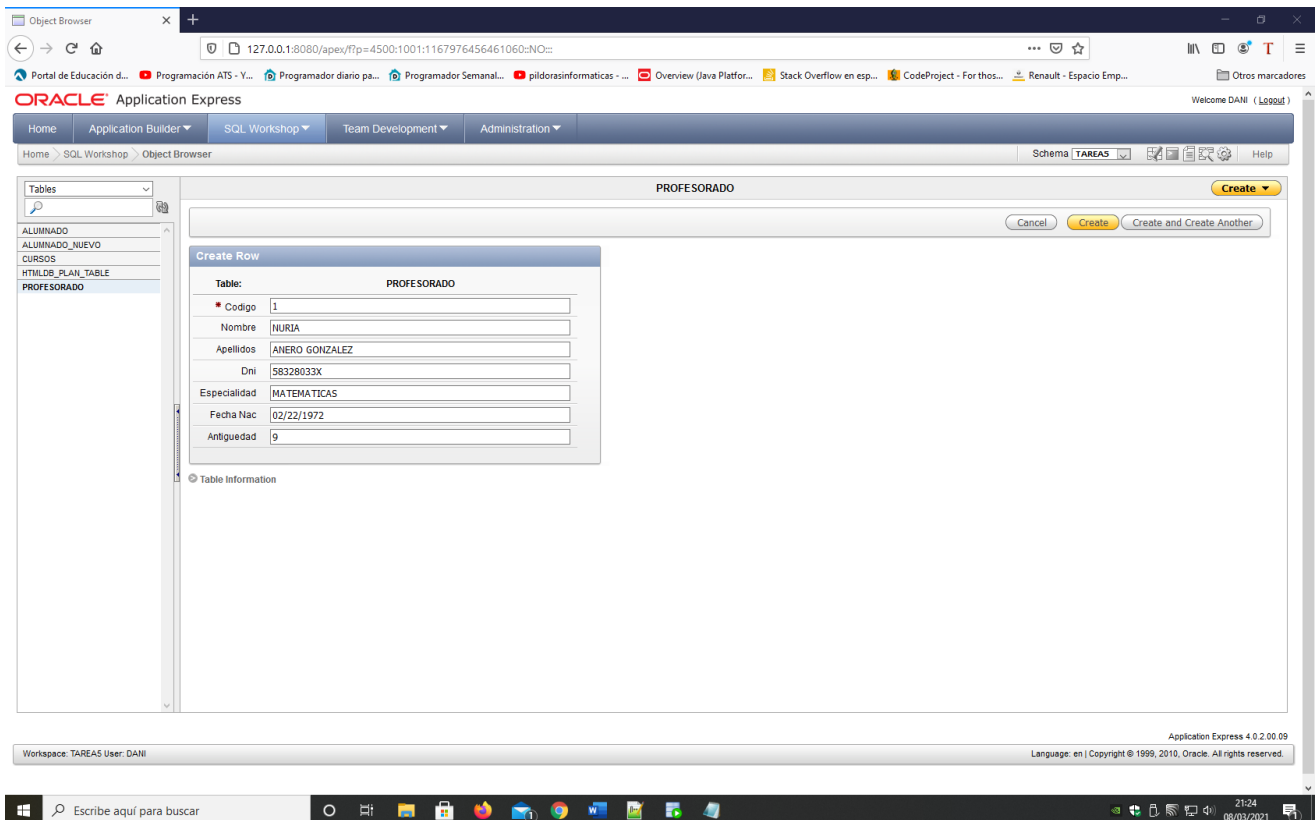 Object Browser
127.0.0.1:8080/apex/f?p=4500:1001:1167976456461060::NO:::
Portal de Educación d... Programación ATS - Y... Programador diario pa... Programador Semanal... pildorasinformaticas - ... Overview (Java Platfor... Stack Overflow en esp... CodeProject - For thos... Renault - Espacio Emp... Otros marcadores
ORACLE Application Express
Welcome DANI ( Logout )
Home Application Builder SQL Workshop Team Development Administration
Home SQL Workshop Object Browser
Schema TAREA5 Help
Tables
PROFESORADO
Create
Cancel Create Create and Create Another
ALUMNADO
ALUMNADO_NUEVO
CURSOS
HTMLDB_PLAN_TABLE
PROFESORADO
Create Row
Table: PROFESORADO
* Codigo 1
Nombre NURIA
Apellidos ANERO GONZALEZ
Dni 58328033X
Especialidad MATEMATICAS
Fecha Nac 02/22/1972
Antiguedad 9
Table Information
Application Express 4.0.2.00.09
Workspace: TAREA5 User: DANI
Language: en | Copyright © 1999, 2010, Oracle. All rights reserved.
Escribe aquí para buscar
21:24
08/03/2021